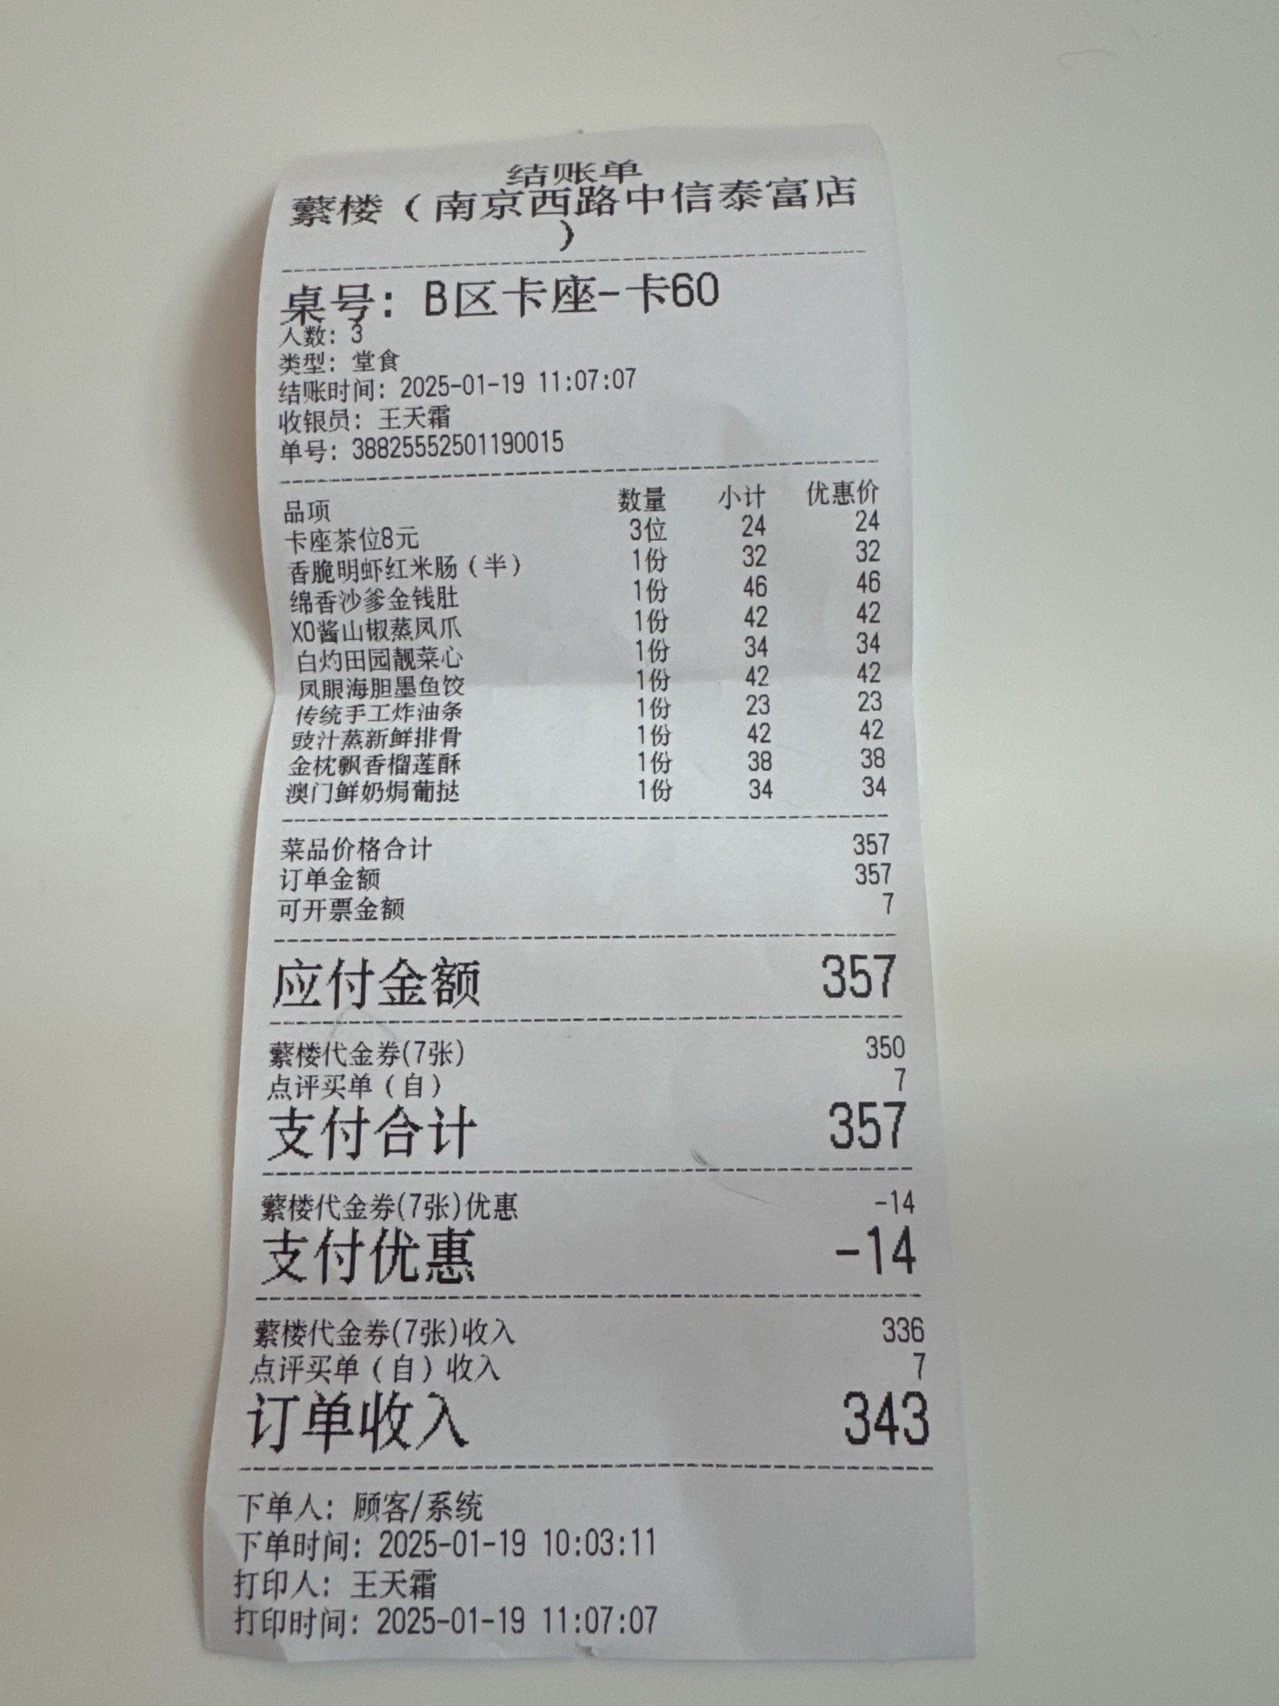 结账单
蘩楼（南京西路中信泰富店
）
桌号: B区卡座-卡60
人数: 3
类型: 堂食
结账时间: 2025-01-19 11:07:07
收银员: 王天霜
单号: 38825552501190015
品项 数量 小计 优惠价
卡座茶位8元 3位 24 24
香脆明虾红米肠（半） 1份 32 32
绵香沙爹金钱肚 1份 46 46
XO酱山椒蒸凤爪 1份 42 42
白灼田园靓菜心 1份 34 34
凤眼海胆墨鱼饺 1份 42 42
传统手工炸油条 1份 23 23
豉汁蒸新鲜排骨 1份 42 42
金枕飘香榴莲酥 1份 38 38
澳门鲜奶焗葡挞 1份 34 34
菜品价格合计 357
订单金额 357
可开票金额 7
应付金额 357
蘩楼代金券(7张) 350
点评买单（自） 7
支付合计 357
蘩楼代金券(7张)优惠 -14
支付优惠 -14
蘩楼代金券(7张)收入 336
点评买单（自）收入 7
订单收入 343
下单人: 顾客/系统
下单时间: 2025-01-19 10:03:11
打印人: 王天霜
打印时间: 2025-01-19 11:07:07